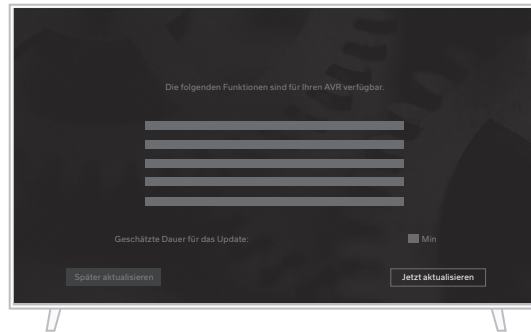 Die folgenden Funktionen sind für Ihren AVR verfügbar.
Geschätzte Dauer für das Update: Min
Später aktualisieren Jetzt aktualisieren